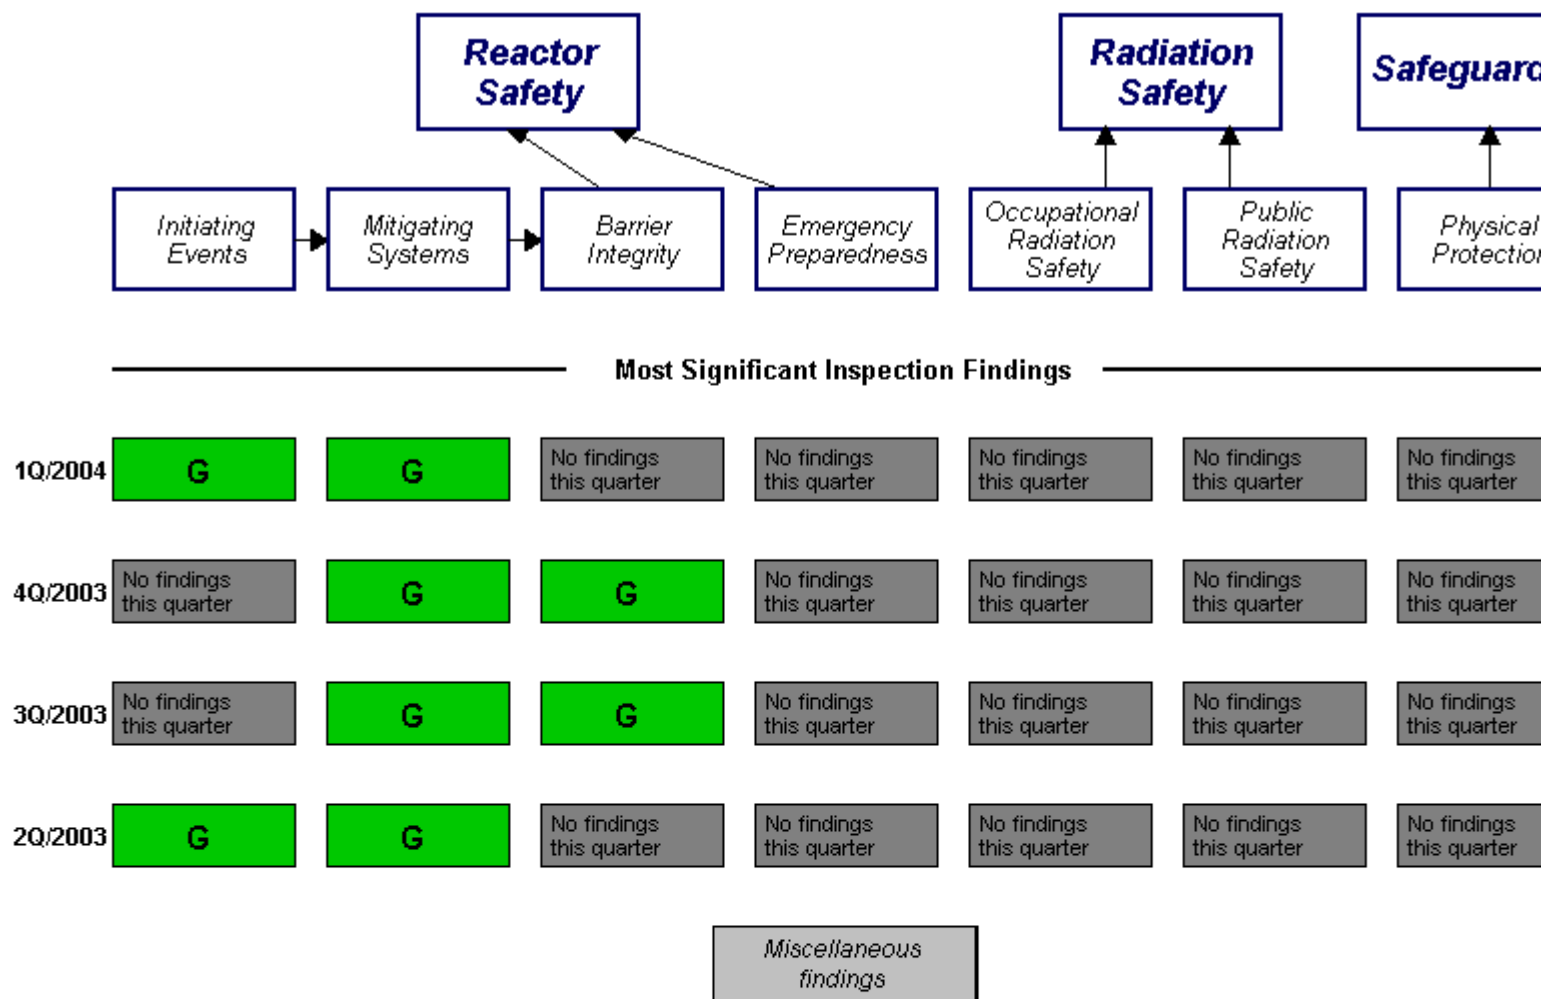 Reactor
Safety
Radiation
Safety
Safeguard
Initiating
Events
Mitigating
Systems
Barrier
Integrity
Emergency
Preparedness
Occupational
Radiation
Safety
Public
Radiation
Safety
Physical
Protection
Most Significant Inspection Findings
1Q/2004
G
G
No findings
this quarter
No findings
this quarter
No findings
this quarter
No findings
this quarter
No findings
this quarter
4Q/2003
No findings
this quarter
G
G
No findings
this quarter
No findings
this quarter
No findings
this quarter
No findings
this quarter
3Q/2003
No findings
this quarter
G
G
No findings
this quarter
No findings
this quarter
No findings
this quarter
No findings
this quarter
2Q/2003
G
G
No findings
this quarter
No findings
this quarter
No findings
this quarter
No findings
this quarter
No findings
this quarter
Miscellaneous
findings